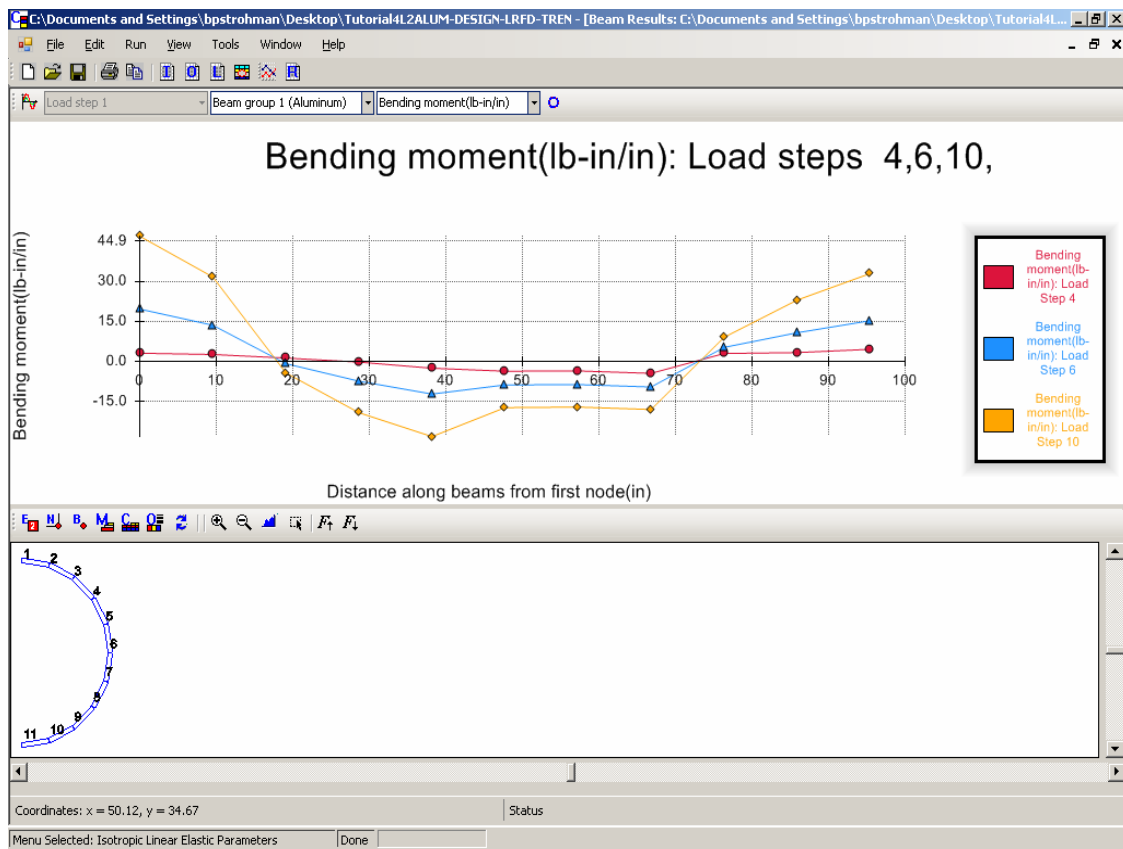 C:\Documents and Settings\bpstrohman\Desktop\Tutorial4L2ALUM-DESIGN-LRFD-TREN - [Beam Results: C:\Documents and Settings\bpstrohman\Desktop\Tutorial4L...
File Edit Run View Tools Window Help
Load step 1 Beam group 1 (Aluminum) Bending moment(lb-in/in)
Bending moment(lb-in/in): Load steps 4,6,10,
Bending moment(lb-in/in)
44.9
30.0
15.0
0.0
-15.0
0 10 20 30 40 50 60 70 80 90 100
Distance along beams from first node(in)
Bending
moment(lb-
in/in): Load
Step 4
Bending
moment(lb-
in/in): Load
Step 6
Bending
moment(lb-
in/in): Load
Step 10
1
2
3
4
5
6
7
8
9
10
11
Coordinates: x = 50.12, y = 34.67 Status
Menu Selected: Isotropic Linear Elastic Parameters Done